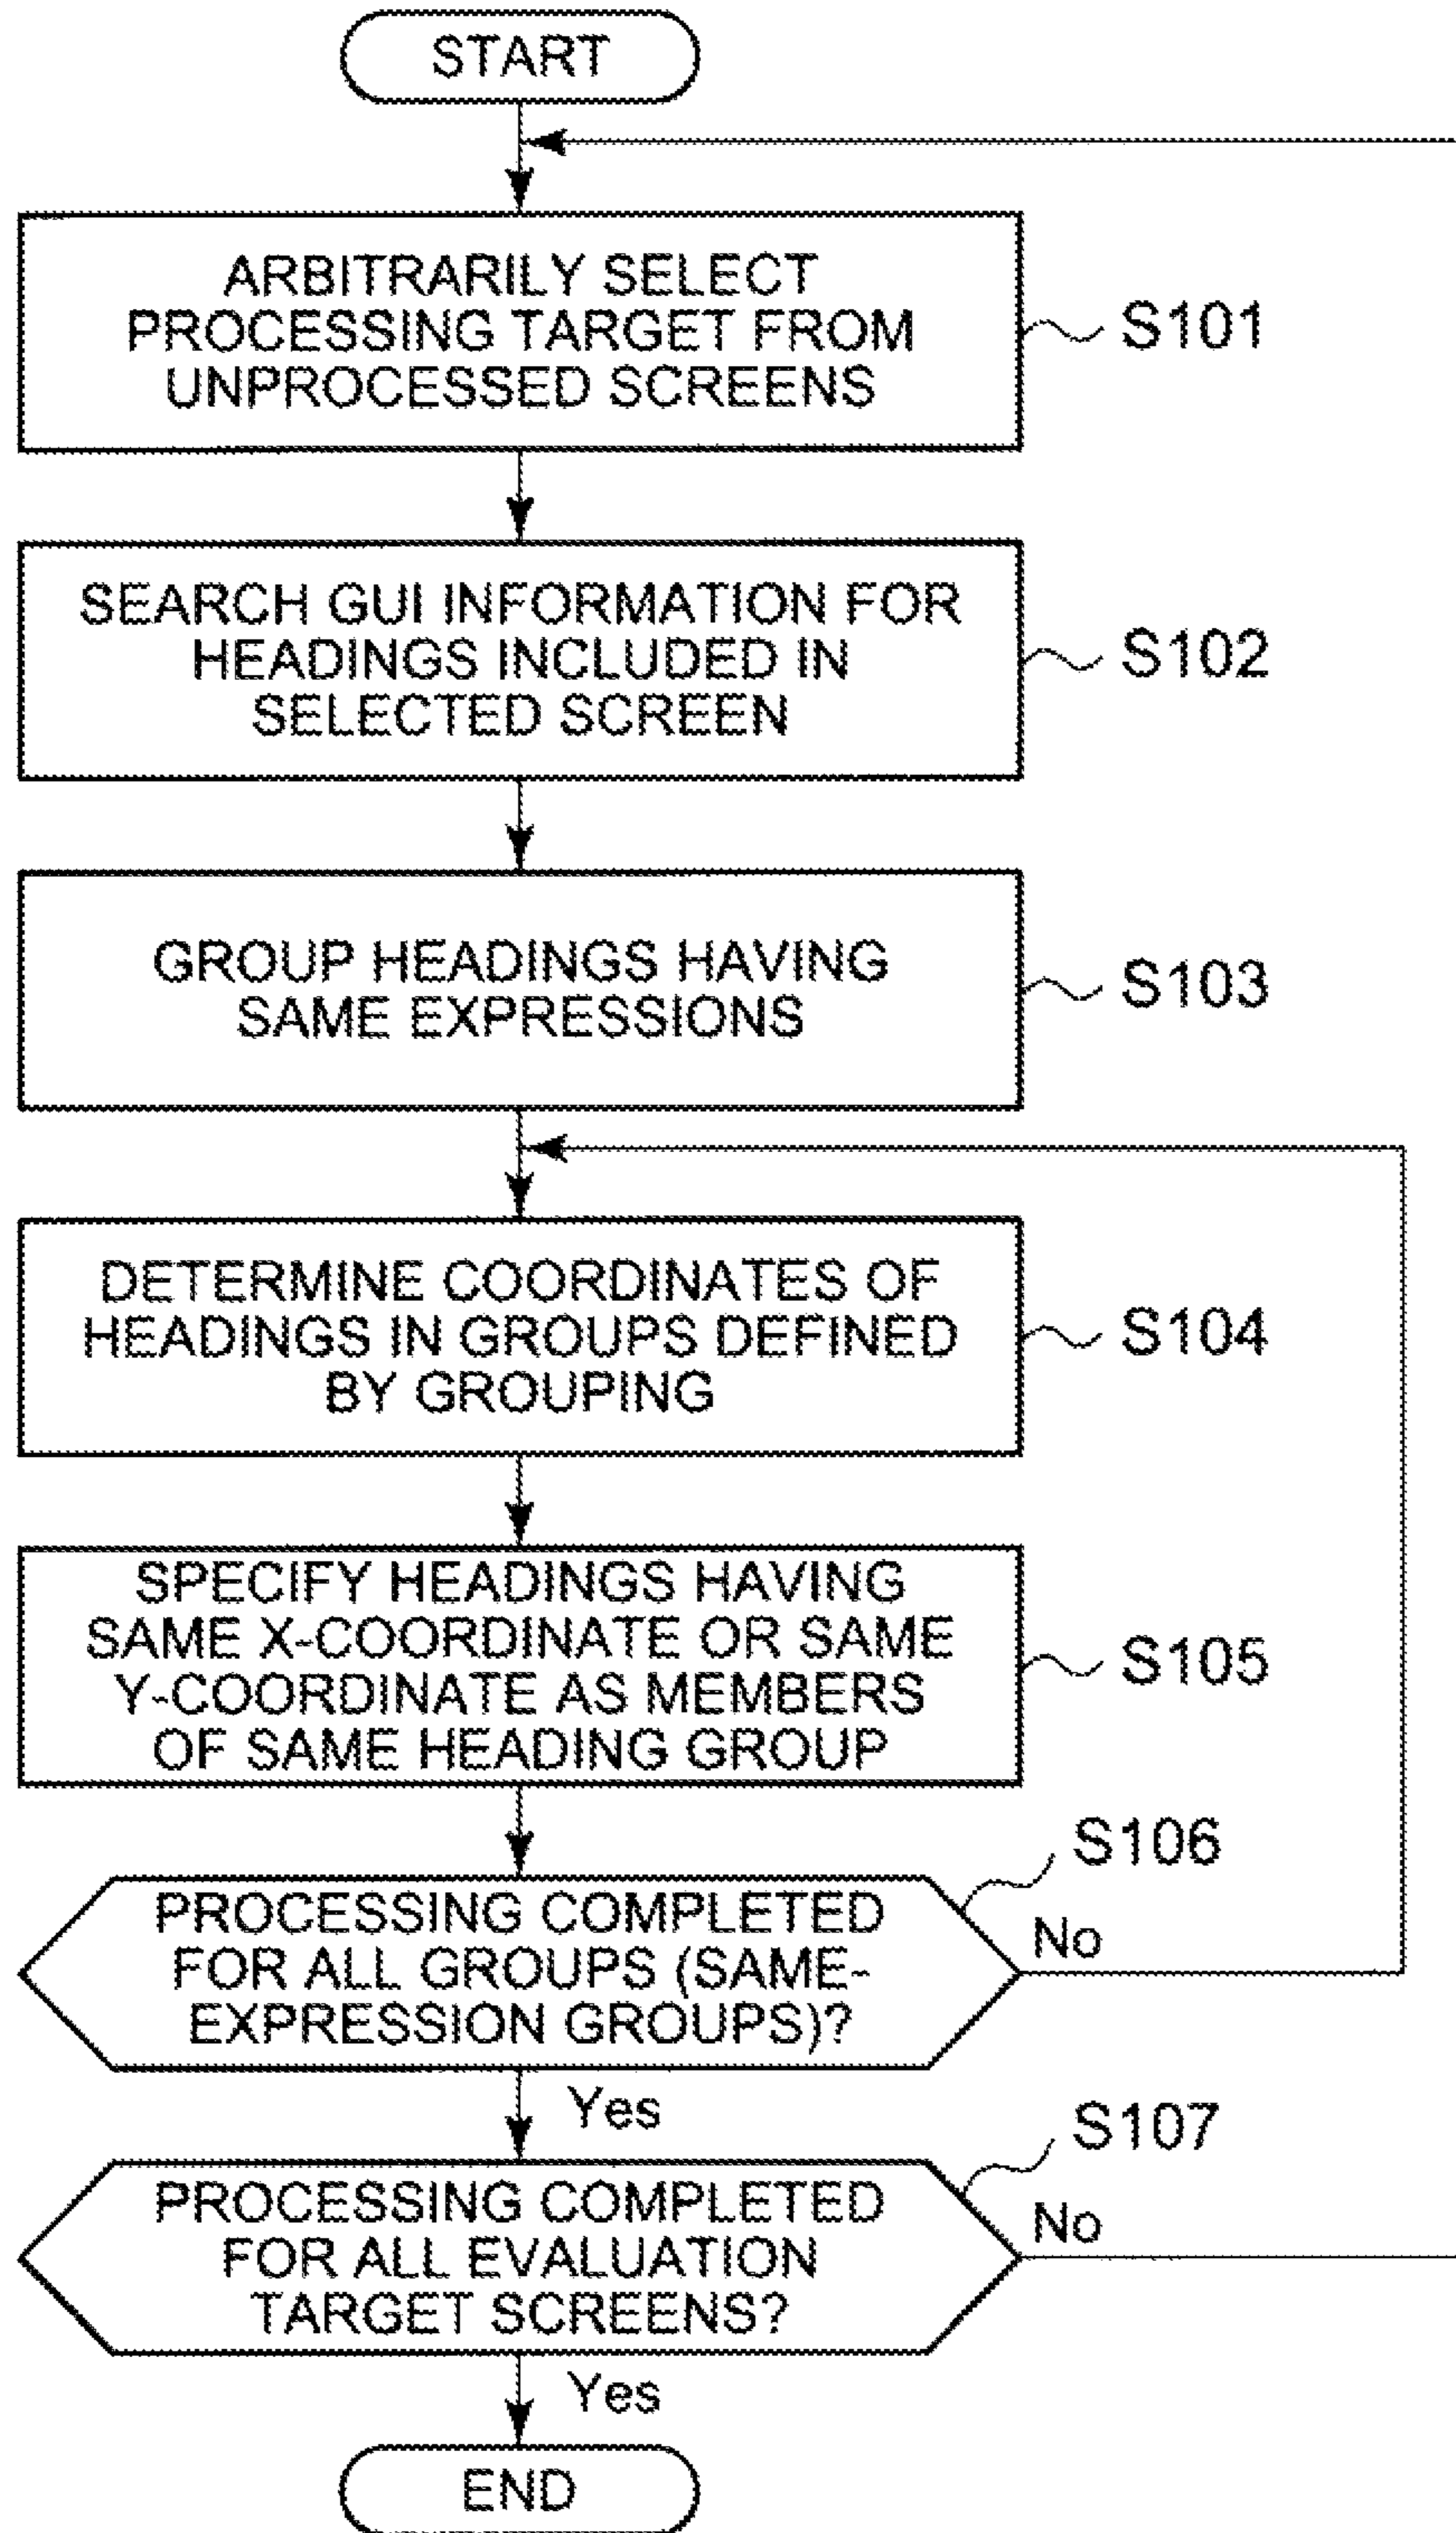 START
ARBITRARILY SELECT
PROCESSING TARGET FROM
UNPROCESSED SCREENS
S101
SEARCH GUI INFORMATION FOR
HEADINGS INCLUDED IN
SELECTED SCREEN
S102
GROUP HEADINGS HAVING
SAME EXPRESSIONS
S103
DETERMINE COORDINATES OF
HEADINGS IN GROUPS DEFINED
BY GROUPING
S104
SPECIFY HEADINGS HAVING
SAME X-COORDINATE OR SAME
Y-COORDINATE AS MEMBERS
OF SAME HEADING GROUP
S105
S106
PROCESSING COMPLETED
FOR ALL GROUPS (SAME-
EXPRESSION GROUPS)?
No
Yes
S107
PROCESSING COMPLETED
FOR ALL EVALUATION
TARGET SCREENS?
No
Yes
END